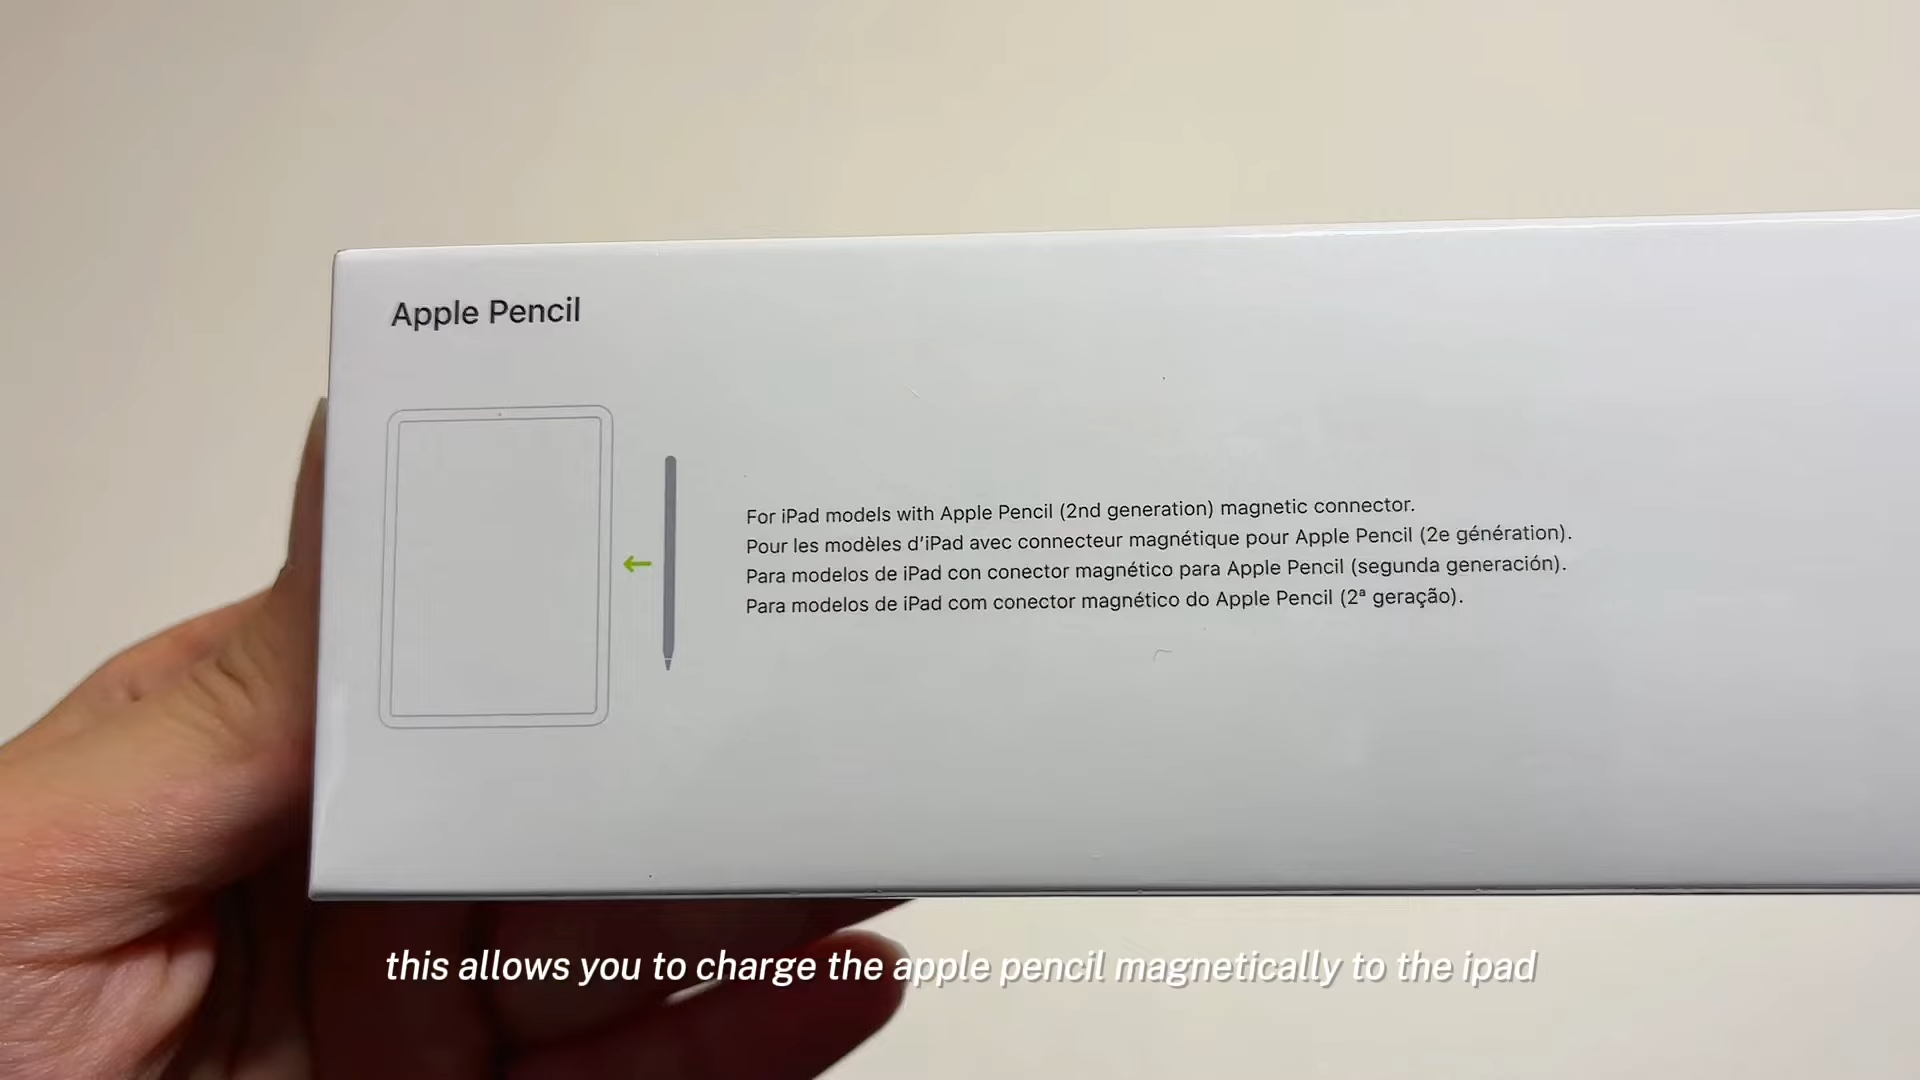 Apple Pencil
For iPad models with Apple Pencil (2nd generation) magnetic connector.
Pour les modèles d'iPad avec connecteur magnétique pour Apple Pencil (2e génération).
Para modelos de iPad con conector magnético para Apple Pencil (segunda generación).
Para modelos de iPad com conector magnético do Apple Pencil (2ª geração).
this allows you to charge the apple pencil magnetically to the ipad